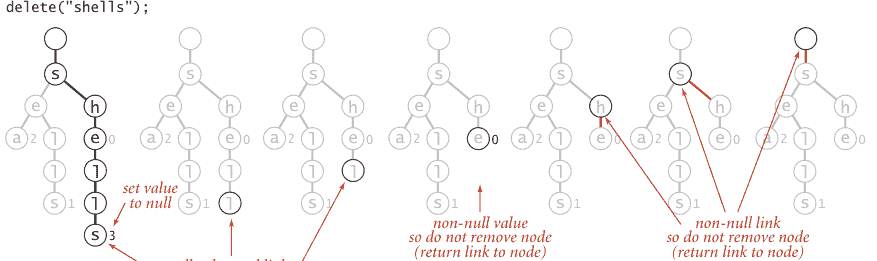 delete("shells");
s s s s s s s
e h e h e h e h e h e h e h
a 2 l e 0 a 2 l e 0 a 2 l e 0 a 2 l e 0 a 2 l e 0 a 2 l e 0 a 2 l e 0
l l l l l l l l l l
s 1 l s 1 l s 1 s 1 s 1 s 1 s 1
s 3
set value
to null
non-null value
so do not remove node
(return link to node)
non-null link
so do not remove node
(return link to node)